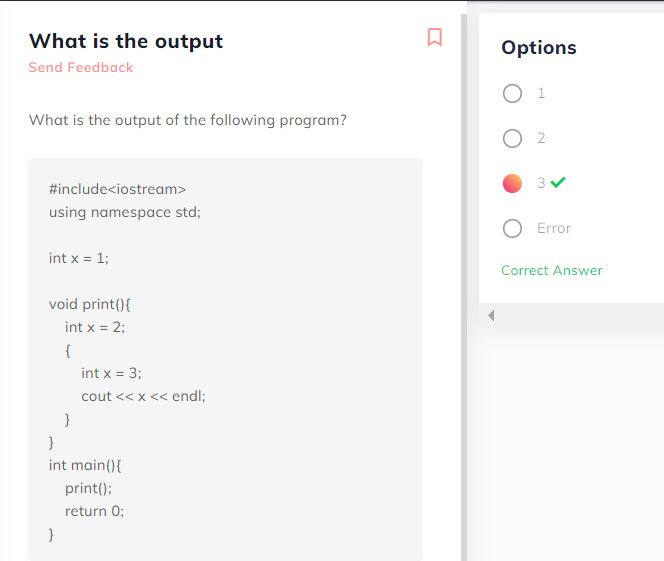 What is the output
Send Feedback
What is the output of the following program?
#include<iostream>
using namespace std;
int x = 1;
void print(){
int x = 2;
{
int x = 3;
cout << x << endl;
}
}
int main(){
print();
return 0;
}
Options
1
2
3
Error
Correct Answer